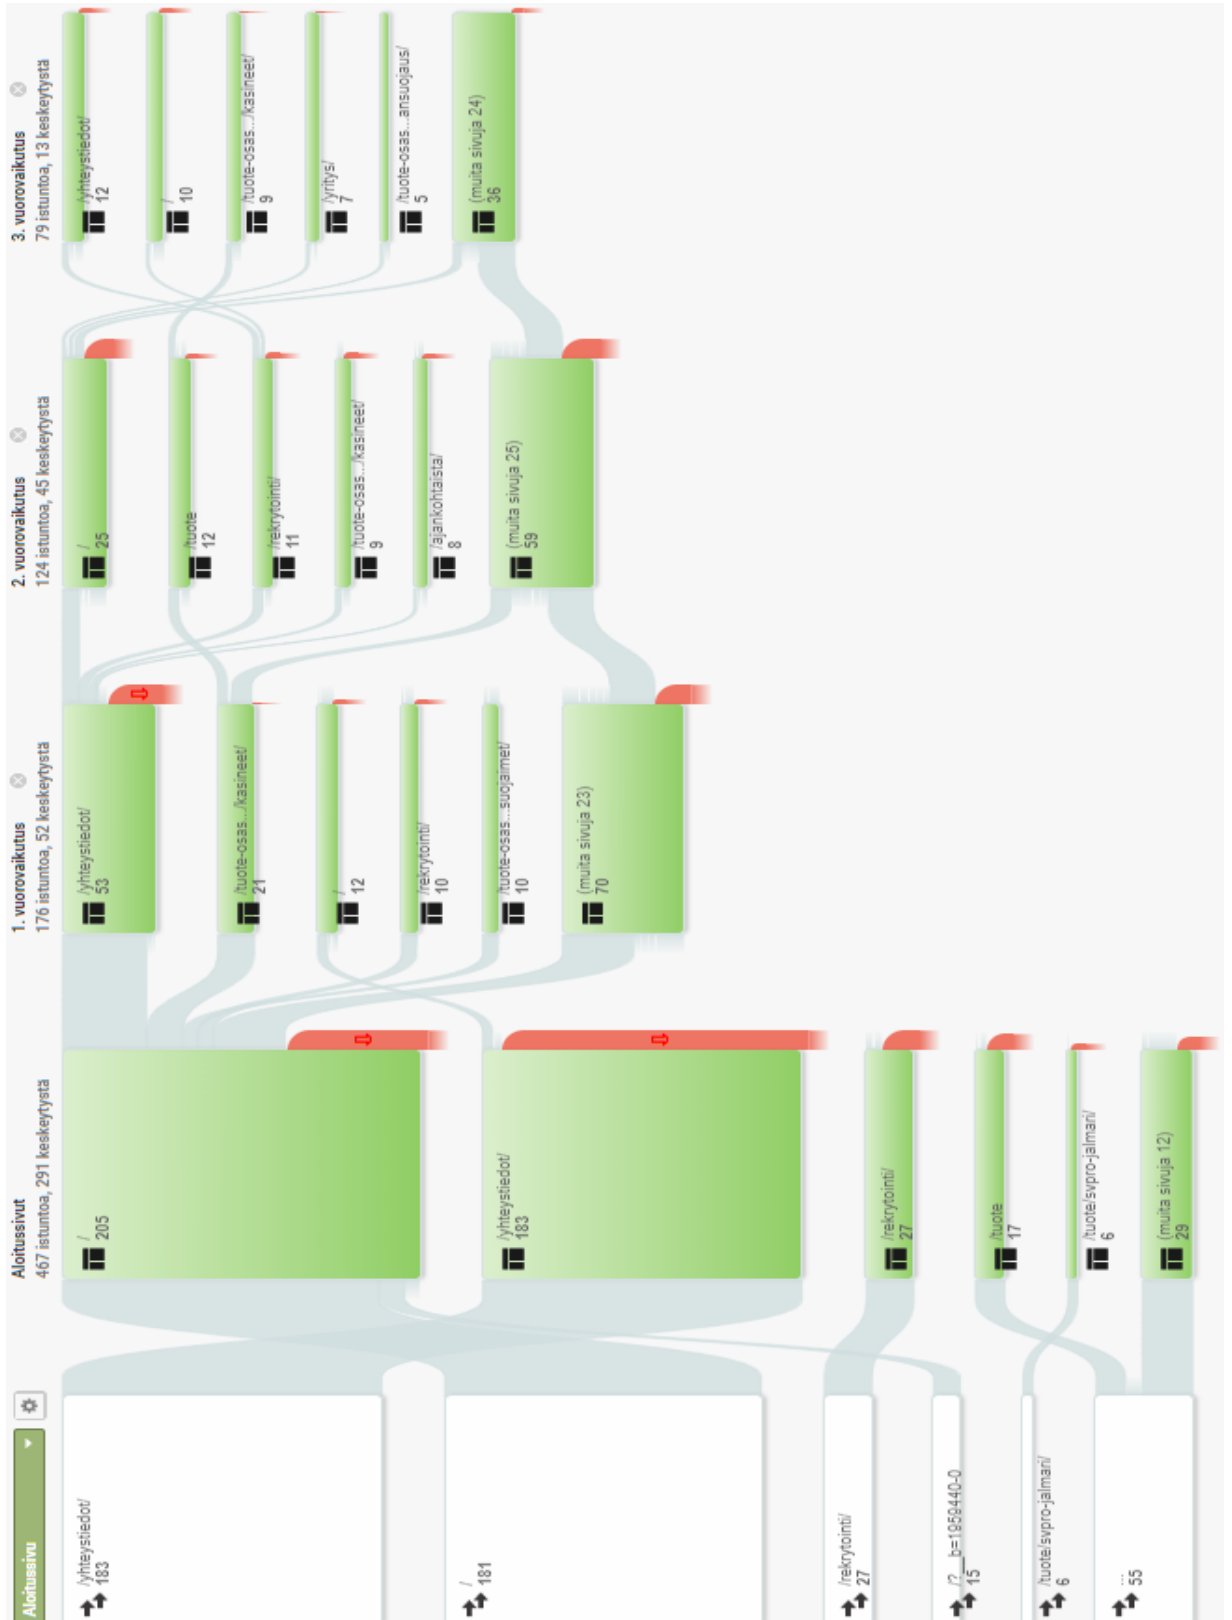 Aloitussivu
/yhteystiedot/
183
/
181
/rekrytointi/
27
/?__b=1959440-0
15
/tuote/svpro-jalmari/
6
...
55
Aloitussivut
467 istuntoa, 291 keskeytystä
/
205
/yhteystiedot/
183
/rekrytointi/
27
/tuote
17
/tuote/svpro-jalmari/
6
(muita sivuja 12)
29
1. vuorovaikutus
176 istuntoa, 52 keskeytystä
/yhteystiedot/
53
/tuote-osas.../kasineet/
21
/
12
/rekrytointi/
10
/tuote-osas...suojaimet/
10
(muita sivuja 23)
70
2. vuorovaikutus
124 istuntoa, 45 keskeytystä
/
25
/tuote
12
/rekrytointi/
11
/tuote-osas.../kasineet/
9
/ajankohtaista/
8
(muita sivuja 25)
59
3. vuorovaikutus
79 istuntoa, 13 keskeytystä
/yhteystiedot/
12
/
10
/tuote-osas.../kasineet/
9
/yritys/
7
/tuote-osas...ansuojaus/
5
(muita sivuja 24)
36